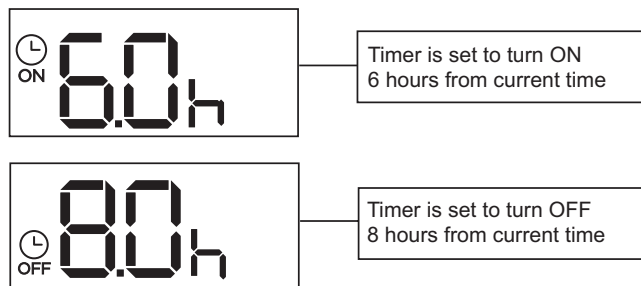 ON
6.0h
Timer is set to turn ON
6 hours from current time
8.0h
OFF
Timer is set to turn OFF
8 hours from current time